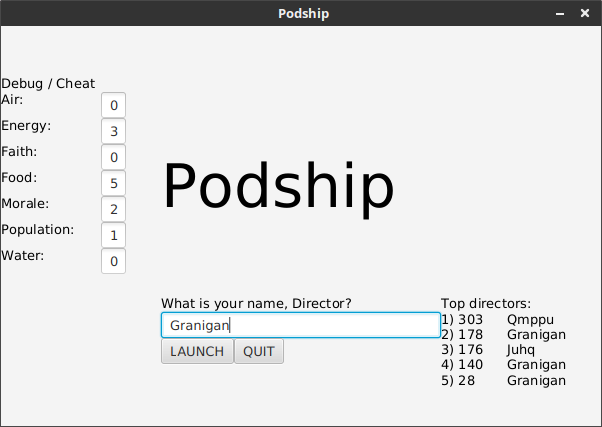 Podship
Debug / Cheat
Air: 0
Energy: 3
Faith: 0
Food: 5
Morale: 2
Population: 1
Water: 0
Podship
What is your name, Director?
Granigan
LAUNCH QUIT
Top directors:
1) 303 Qmppu
2) 178 Granigan
3) 176 Juhq
4) 140 Granigan
5) 28 Granigan